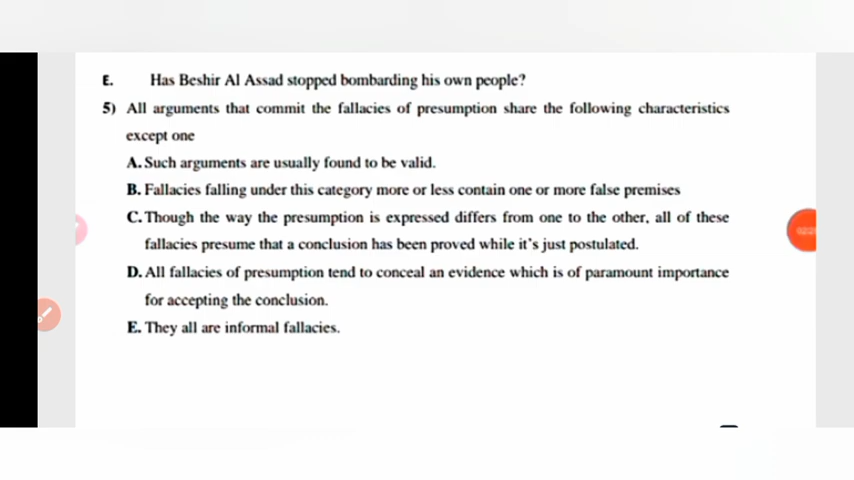 E. Has Beshir Al Assad stopped bombarding his own people?
5) All arguments that commit the fallacies of presumption share the following characteristics
except one
A. Such arguments are usually found to be valid.
B. Fallacies falling under this category more or less contain one or more false premises
C. Though the way the presumption is expressed differs from one to the other, all of these
fallacies presume that a conclusion has been proved while it's just postulated.
D. All fallacies of presumption tend to conceal an evidence which is of paramount importance
for accepting the conclusion.
E. They all are informal fallacies.